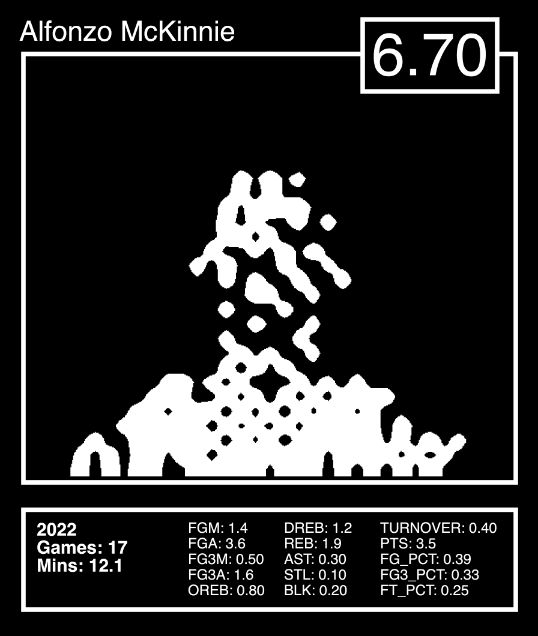 Alfonzo McKinnie
6.70
2022
Games: 17
Mins: 12.1
FGM: 1.4
FGA: 3.6
FG3M: 0.50
FG3A: 1.6
OREB: 0.80
DREB: 1.2
REB: 1.9
AST: 0.30
STL: 0.10
BLK: 0.20
TURNOVER: 0.40
PTS: 3.5
FG_PCT: 0.39
FG3_PCT: 0.33
FT_PCT: 0.25